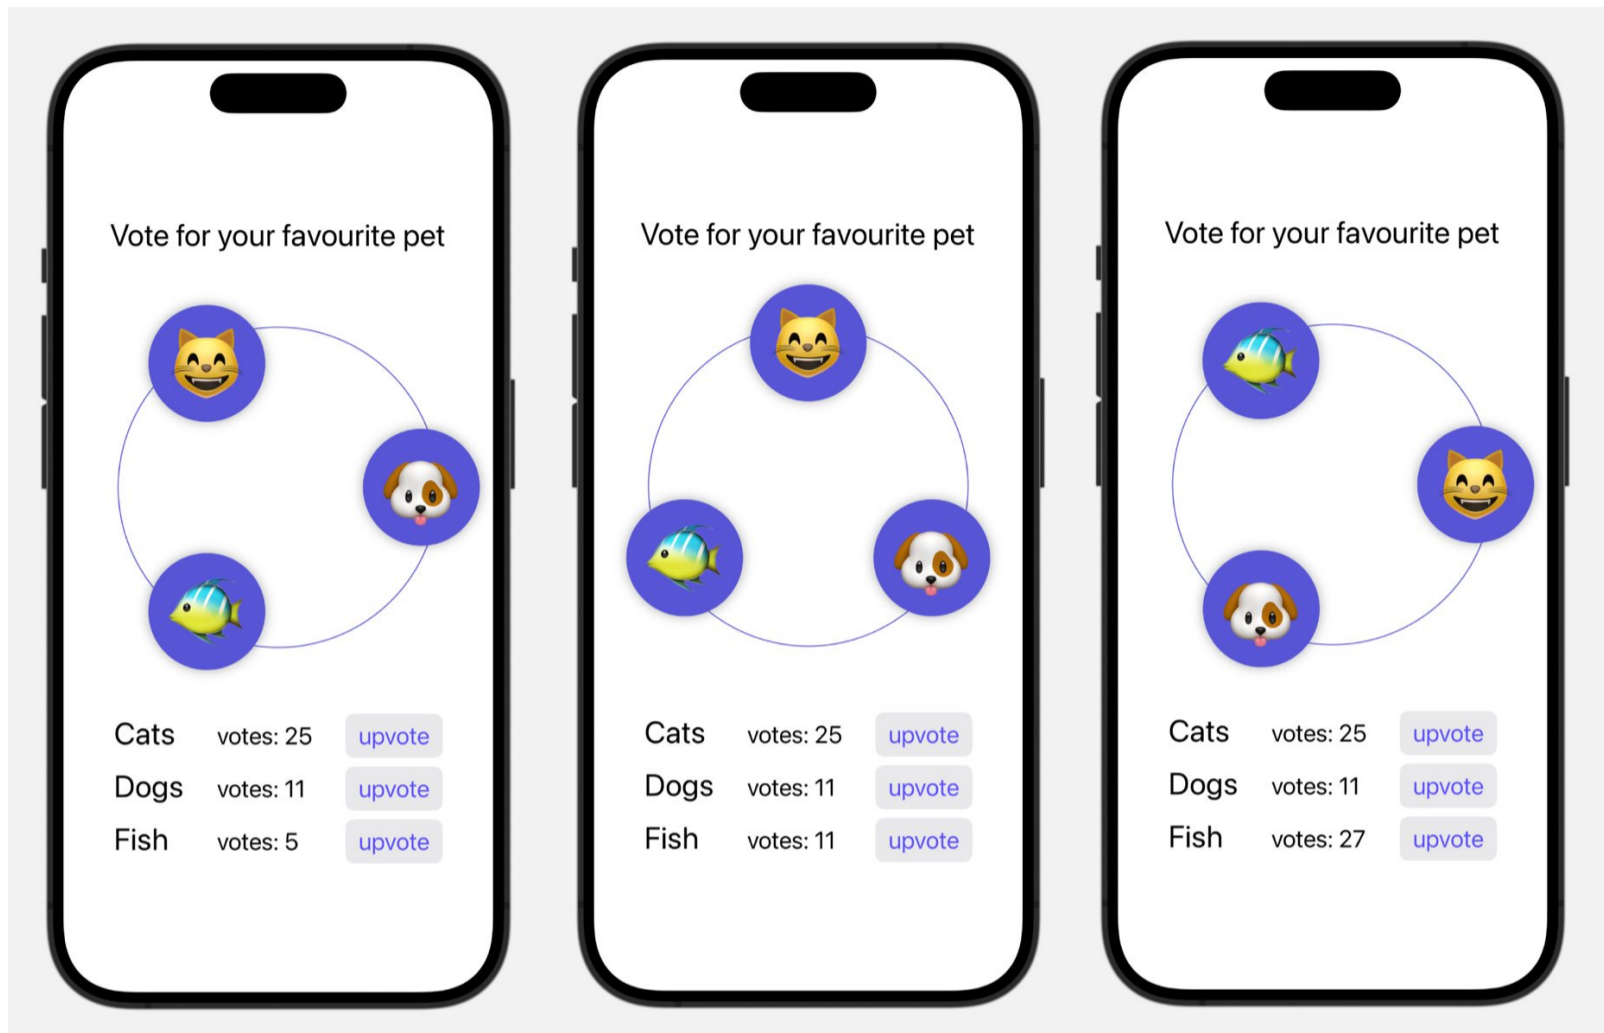 Vote for your favourite pet
Cats votes: 25 upvote
Dogs votes: 11 upvote
Fish votes: 5 upvote
Vote for your favourite pet
Cats votes: 25 upvote
Dogs votes: 11 upvote
Fish votes: 11 upvote
Vote for your favourite pet
Cats votes: 25 upvote
Dogs votes: 11 upvote
Fish votes: 27 upvote